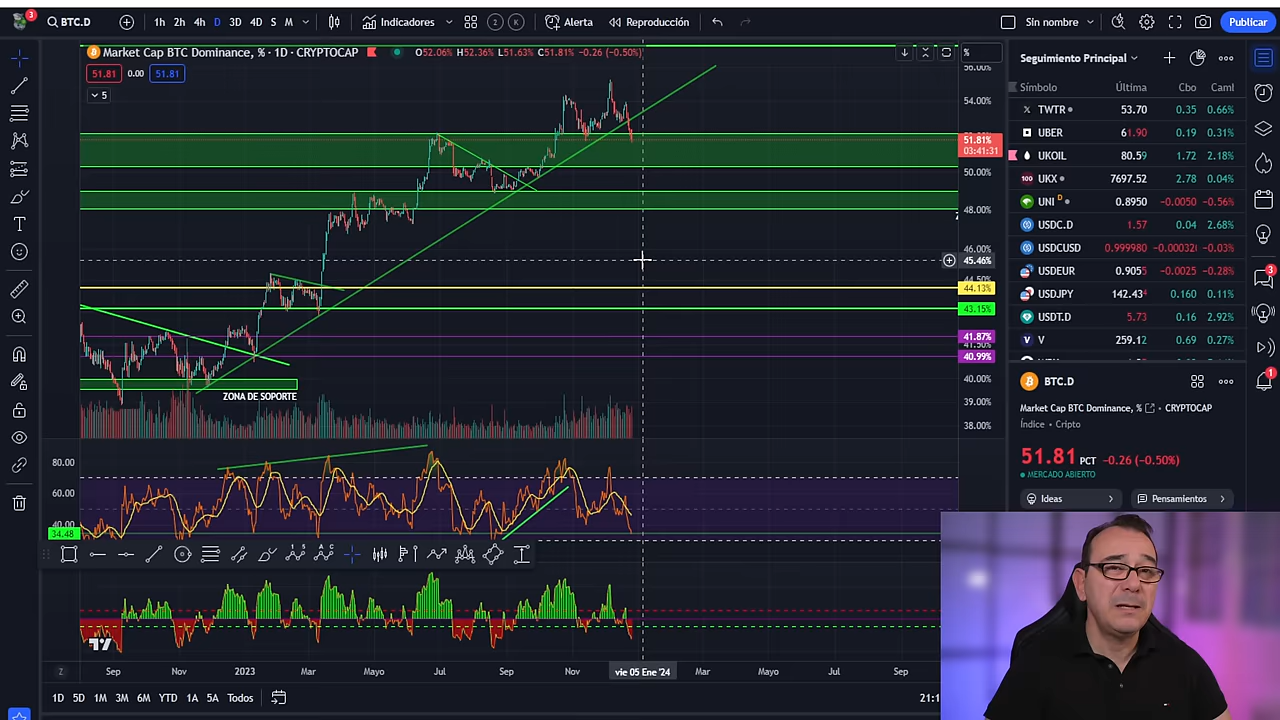 3
BTC.D
1h 2h 4h D 3D 4D S M
Indicadores
2 K
Alerta
Reproducción
Sin nombre
Publicar
Market Cap BTC Dominance, % · 1D · CRYPTOCAP
O52.06% H52.36% L51.63% C51.81% −0.26 (−0.50%)
51.81 0.00 51.81
5
%
56.00%
54.00%
51.81%
03:41:31
50.00%
48.00%
46.00%
45.46%
44.13%
43.15%
41.87%
41.50%
40.99%
40.00%
39.00%
38.00%
ZONA DE SOPORTE
80.00
60.00
40.00
34.48
Z Sep Nov 2023 Mar Mayo Jul Sep Nov vie 05 Ene '24 Mar Mayo Jul Sep
1D 5D 1M 3M 6M YTD 1A 5A Todos
21:1
Seguimiento Principal
Símbolo Última Cbo Caml
TWTR 53.70 0.35 0.66%
UBER 61.90 0.19 0.31%
UKOIL 80.59 1.72 2.18%
UKX 7697.52 2.78 0.04%
UNI D 0.8950 −0.0050 −0.56%
USDC.D 1.57 0.04 2.68%
USDCUSD 0.999980 −0.00032 −0.03%
USDEUR 0.9055 −0.0025 −0.28%
USDJPY 142.434 0.160 0.11%
USDT.D 5.73 0.16 2.92%
V 259.12 0.69 0.27%
BTC.D
Market Cap BTC Dominance, % · CRYPTOCAP
Índice • Cripto
51.81 PCT −0.26 (−0.50%)
MERCADO ABIERTO
Ideas
Pensamientos
3
1